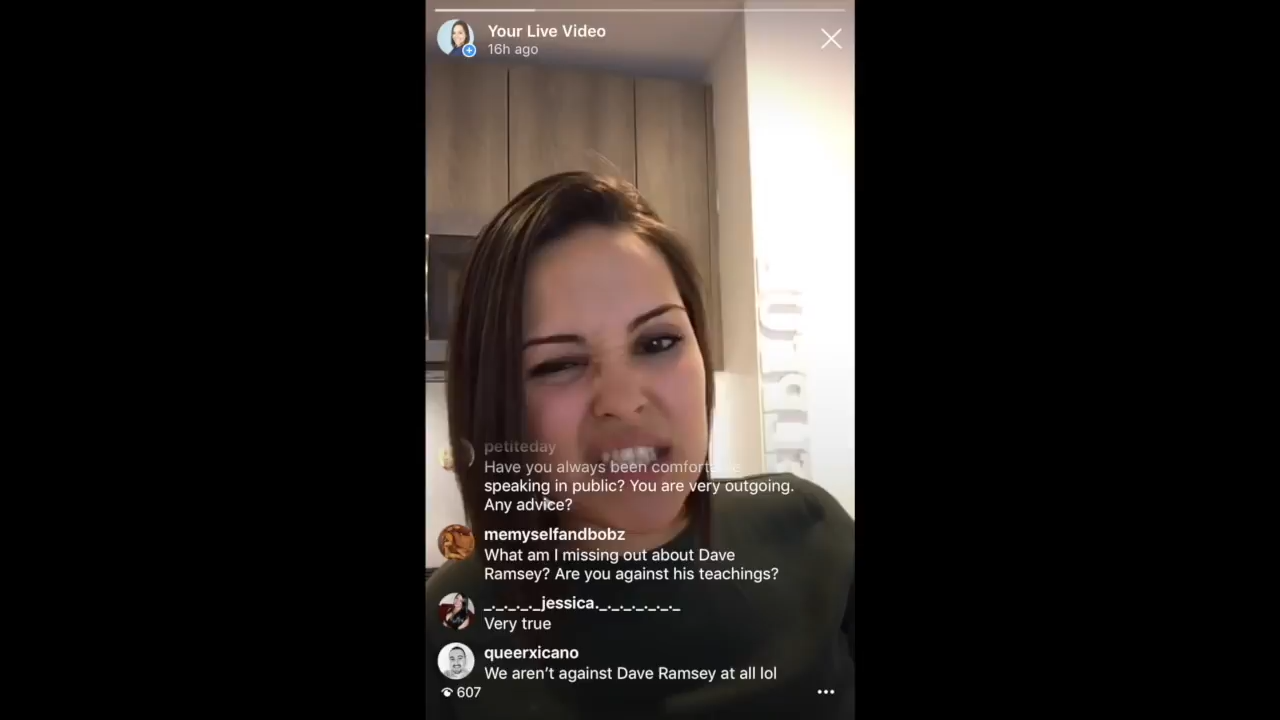 Your Live Video
16h ago
petiteday
Have you always been comfortable
speaking in public? You are very outgoing.
Any advice?
memyselfandbobz
What am I missing out about Dave
Ramsey? Are you against his teachings?
_._._._._jessica._._._._._._._
Very true
queerxicano
We aren’t against Dave Ramsey at all lol
607